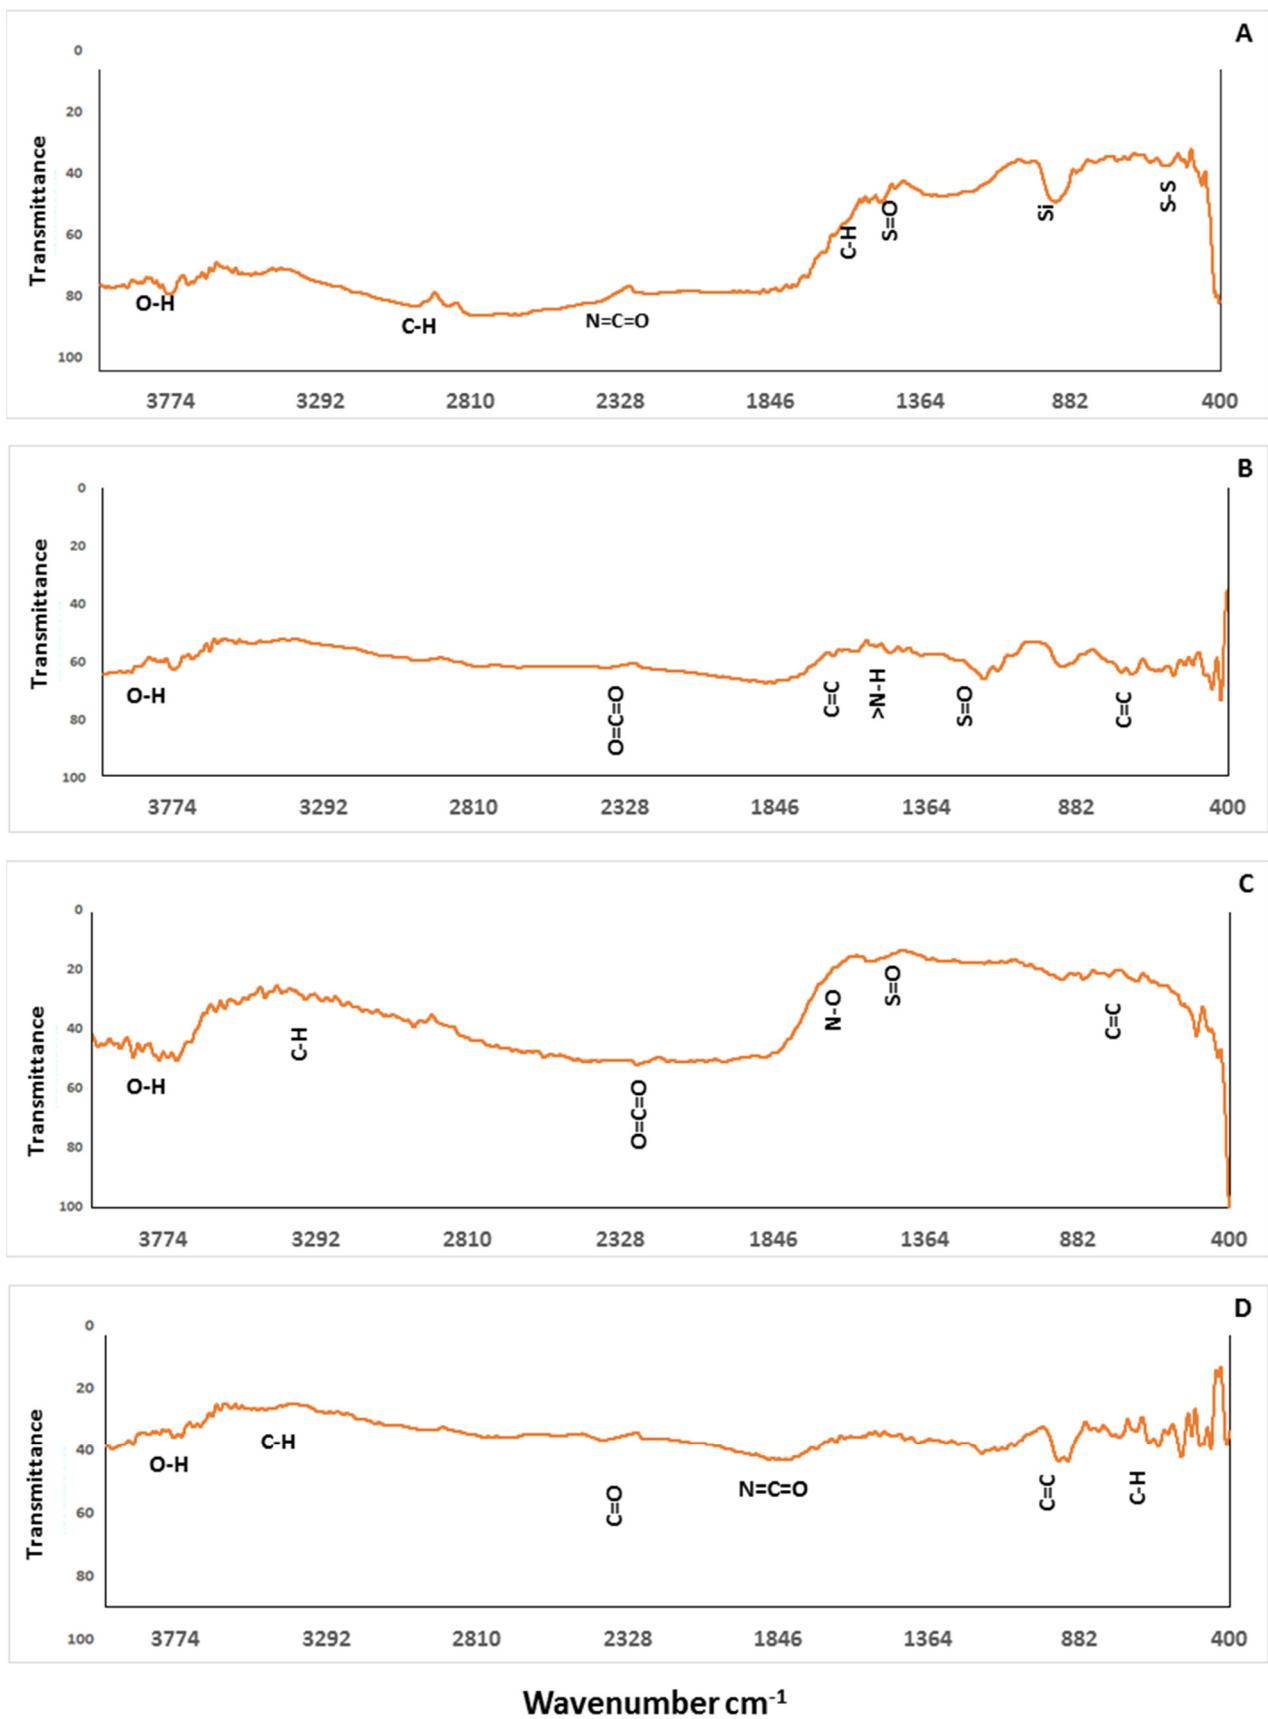 A
0
20
40
60
80
100
Transmittance
O-H
C-H
N=C=O
C-H
S=O
Si
S-S
3774 3292 2810 2328 1846 1364 882 400
B
0
20
40
60
80
100
Transmittance
O-H
O=C=O
C=C
>N-H
S=O
C=C
3774 3292 2810 2328 1846 1364 882 400
C
0
20
40
60
80
100
Transmittance
O-H
C-H
O=C=O
N-O
S=O
C=C
3774 3292 2810 2328 1846 1364 882 400
D
0
20
40
60
80
100
Transmittance
O-H
C-H
C=O
N=C=O
C=C
C-H
3774 3292 2810 2328 1846 1364 882 400
Wavenumber cm⁻¹